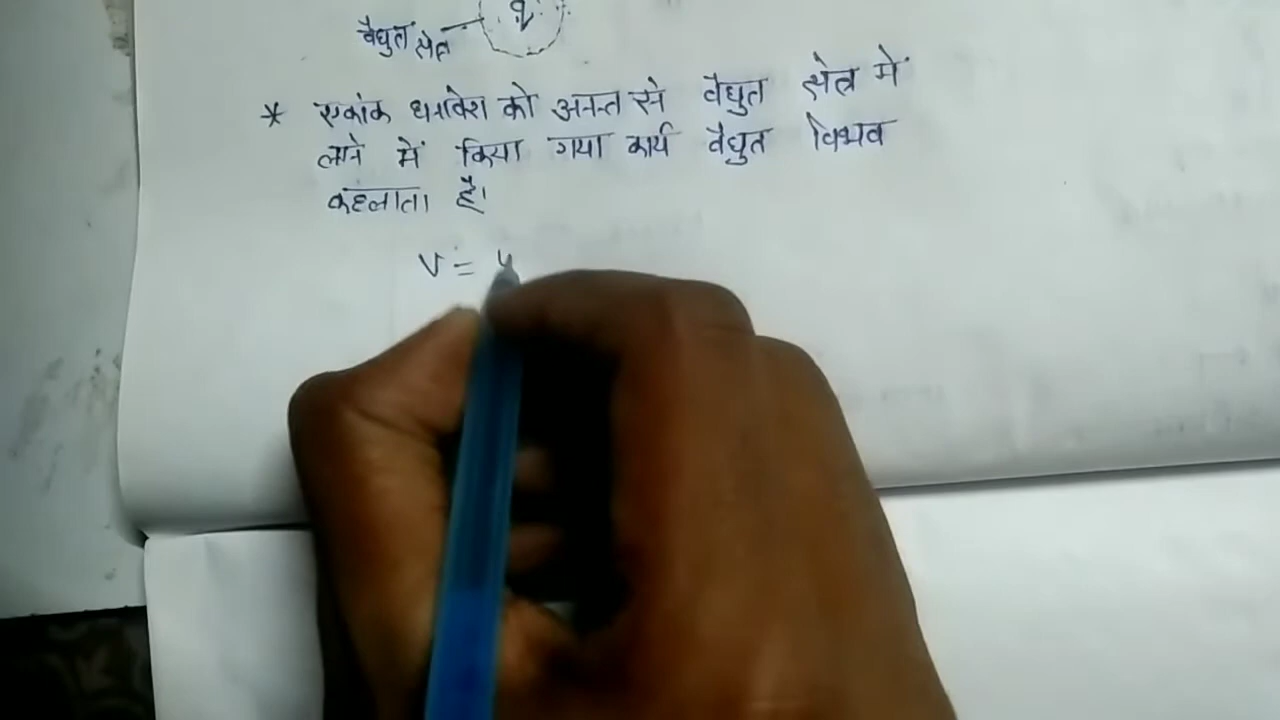 q
वैद्युत क्षेत्र
* एकांक धनावेश को अनन्त से वैद्युत क्षेत्र में
लाने में किया गया कार्य वैद्युत विभव
कहलाता है।
V =